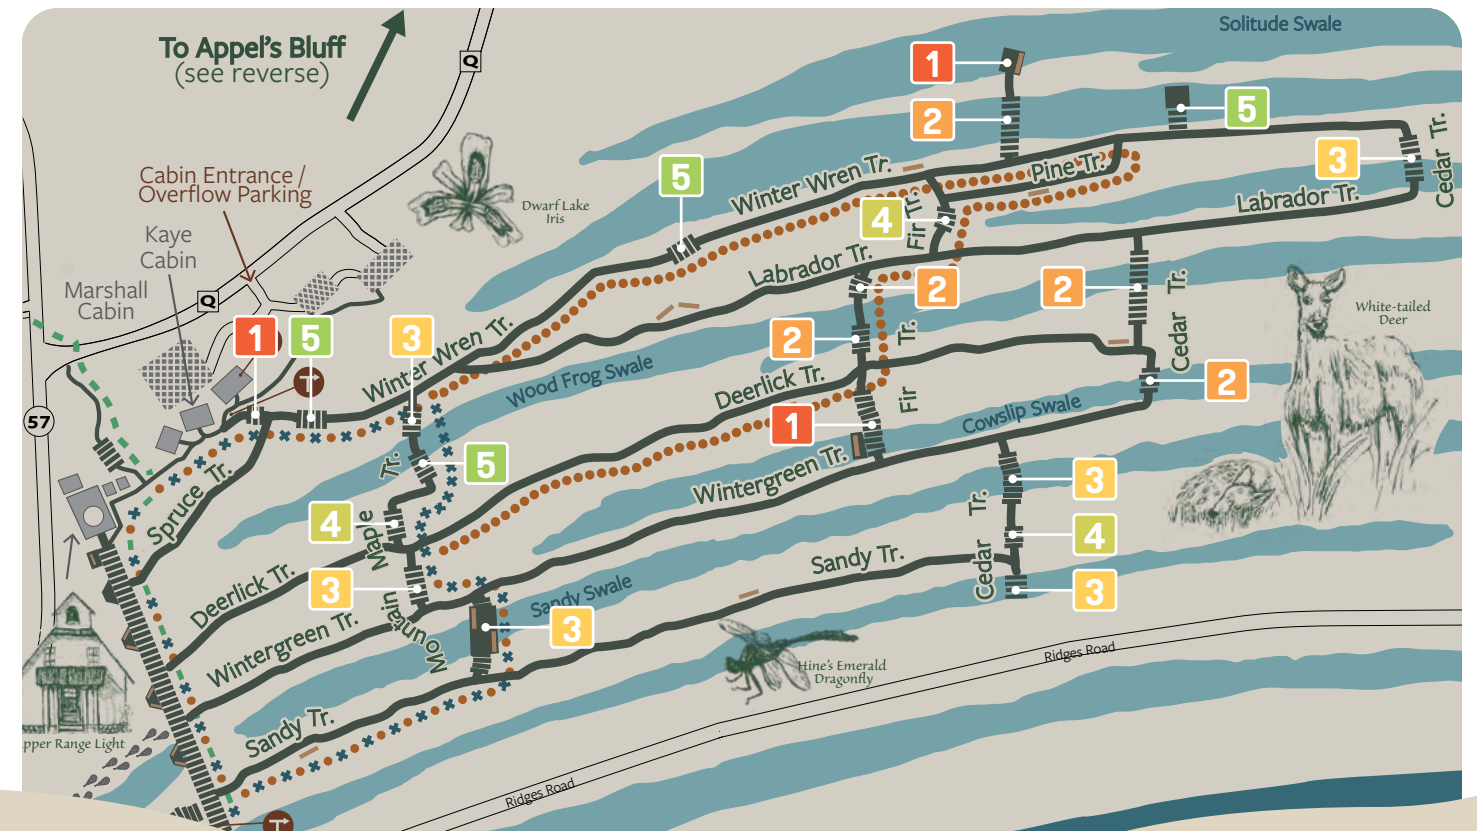 Solitude Swale
To Appel's Bluff
(see reverse)
Q
1
2
5
Cedar Tr.
3
Cabin Entrance /
Overflow Parking
5
Winter Wren Tr.
Pine Tr.
Dwarf Lake
Iris
4
Fir Tr.
Labrador Tr.
Kaye
Cabin
Marshall
Cabin
Q
Labrador Tr.
2
2
Cedar Tr.
White-tailed
Deer
1
5
3
Winter Wren Tr.
2
Fir Tr.
Wood Frog Swale
Deerlick Tr.
2
57
1
Cowslip Swale
5
Wintergreen Tr.
3
Spruce Tr.
4
Mountain Maple Tr.
4
Cedar Tr.
Sandy Tr.
3
3
Deerlick Tr.
Sandy Swale
3
Wintergreen Tr.
Hine's Emerald
Dragonfly
Ridges Road
Sandy Tr.
pper Range Light
Ridges Road